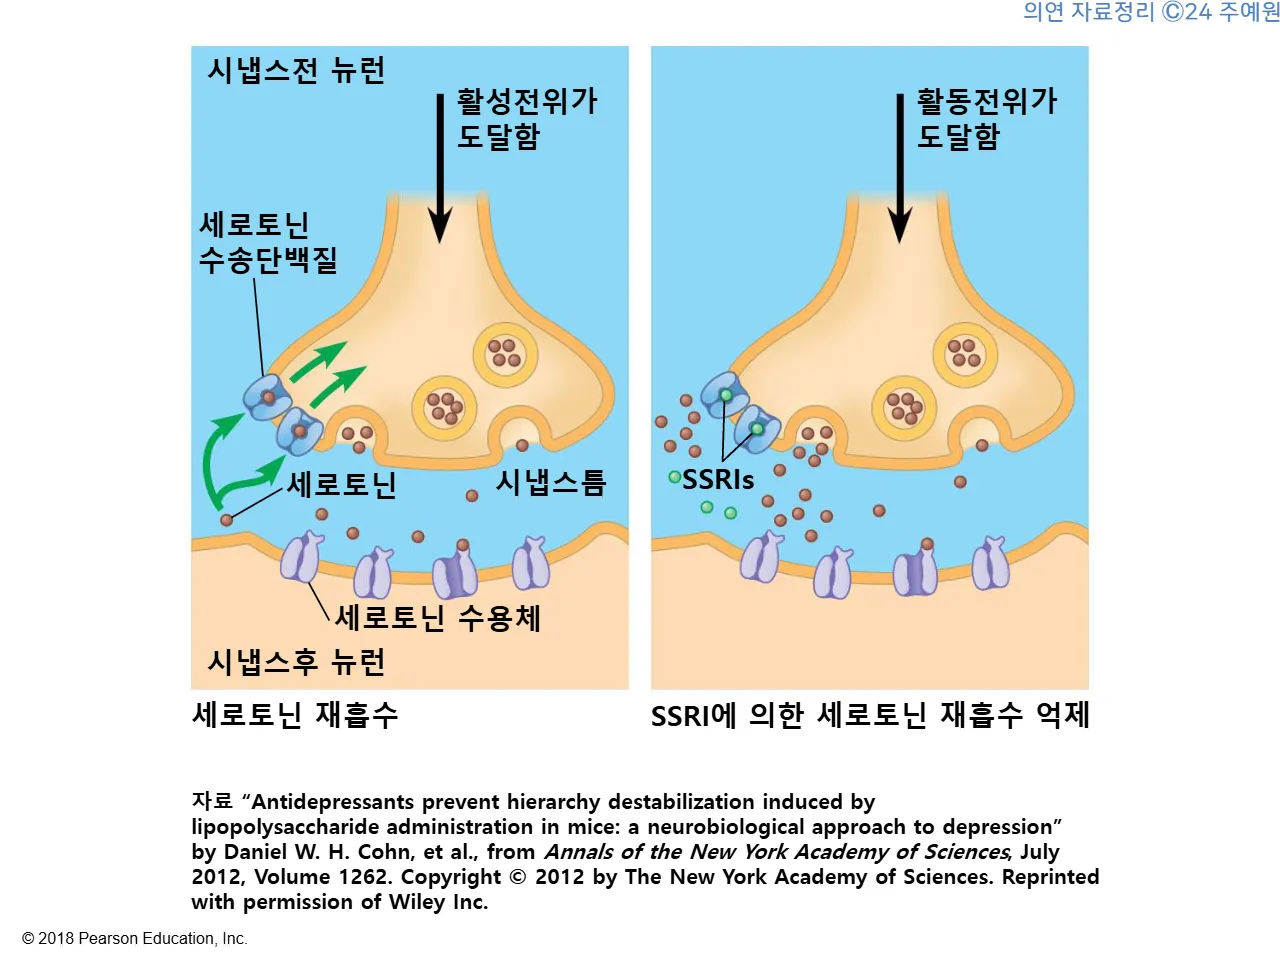 의연 자료정리 Ⓒ24 주예원
시냅스전 뉴런
활성전위가
도달함
세로토닌
수송단백질
세로토닌
시냅스틈
세로토닌 수용체
시냅스후 뉴런
세로토닌 재흡수
활동전위가
도달함
SSRIs
SSRI에 의한 세로토닌 재흡수 억제
자료 “Antidepressants prevent hierarchy destabilization induced by
lipopolysaccharide administration in mice: a neurobiological approach to depression”
by Daniel W. H. Cohn, et al., from Annals of the New York Academy of Sciences, July
2012, Volume 1262. Copyright © 2012 by The New York Academy of Sciences. Reprinted
with permission of Wiley Inc.
© 2018 Pearson Education, Inc.